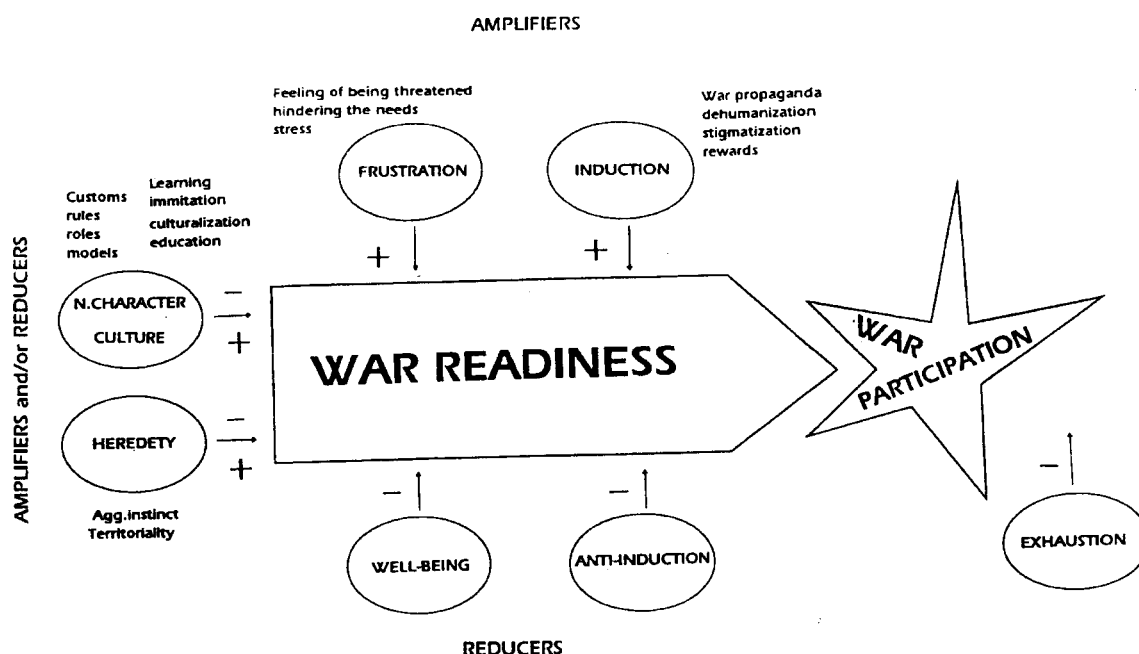 AMPLIFIERS
Feeling of being threatened
hindering the needs
stress
War propaganda
dehumanization
stigmatization
rewards
FRUSTRATION
INDUCTION
Customs
rules
roles
models
Learning
immitation
culturalization
education
+
+
AMPLIFIERS and/or REDUCERS
N.CHARACTER
CULTURE
−
+
WAR READINESS
WAR
PARTICIPATION
HEREDETY
−
+
Agg.instinct
Territoriality
−
−
−
WELL-BEING
ANTI-INDUCTION
EXHAUSTION
REDUCERS